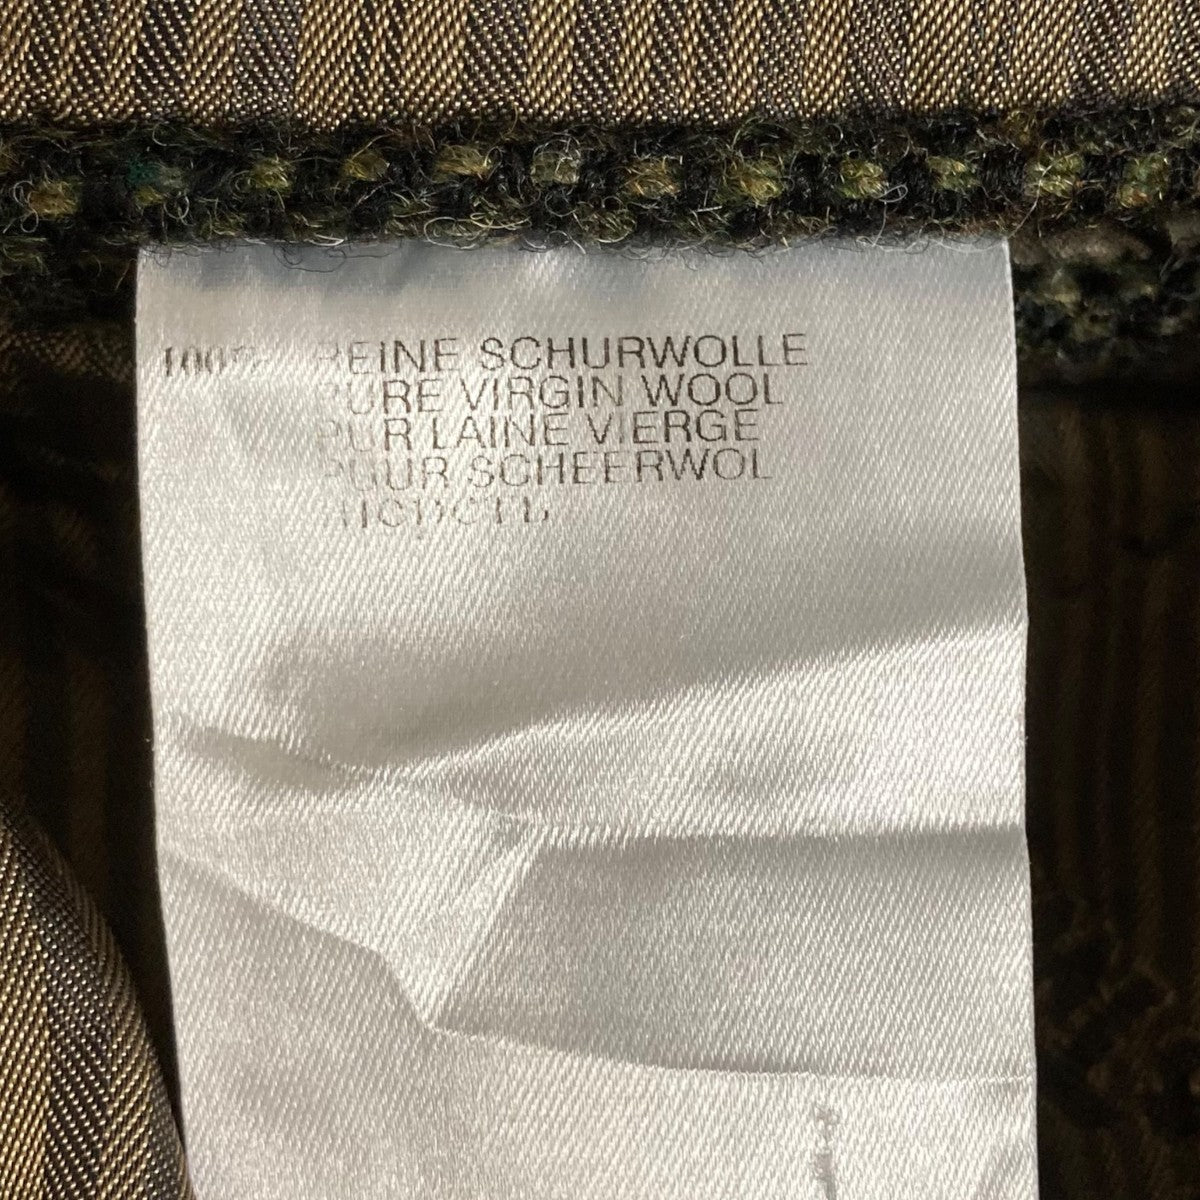 100% REINE SCHURWOLLE
PURE VIRGIN WOOL
PUR LAINE VIERGE
PUUR SCHEERWOL